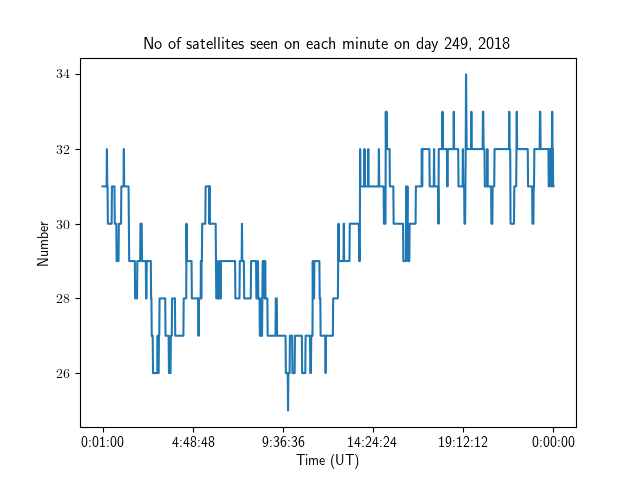 No of satellites seen on each minute on day 249, 2018
34
32
30
28
26
Number
0:01:00 4:48:48 9:36:36 14:24:24 19:12:12 0:00:00
Time (UT)